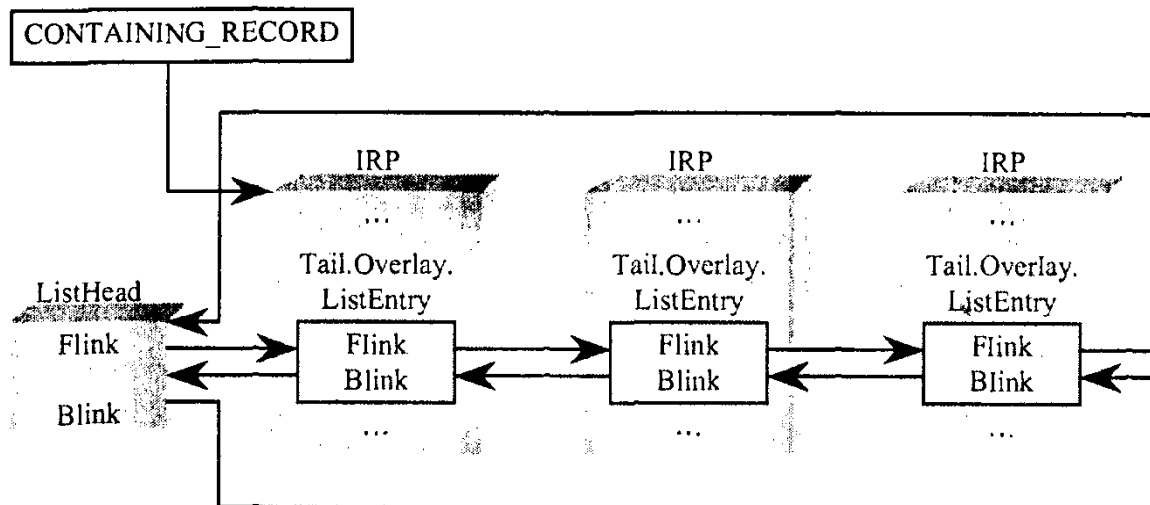 CONTAINING_RECORD
IRP
IRP
IRP
...
...
...
Tail.Overlay.
ListEntry
Tail.Overlay.
ListEntry
Tail.Overlay.
ListEntry
ListHead
Flink
Blink
Flink
Blink
Flink
Blink
Flink
Blink
...
...
...